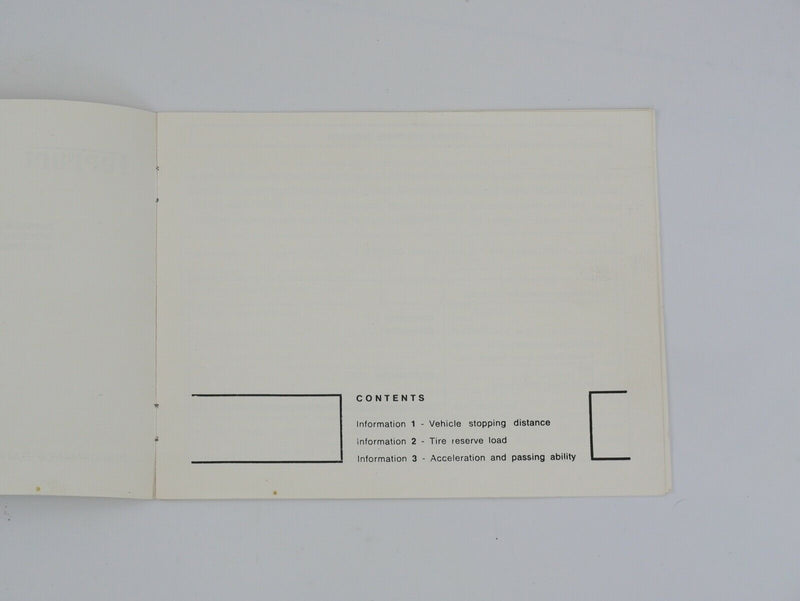 CONTENTS
Information 1 - Vehicle stopping distance
Information 2 - Tire reserve load
Information 3 - Acceleration and passing ability